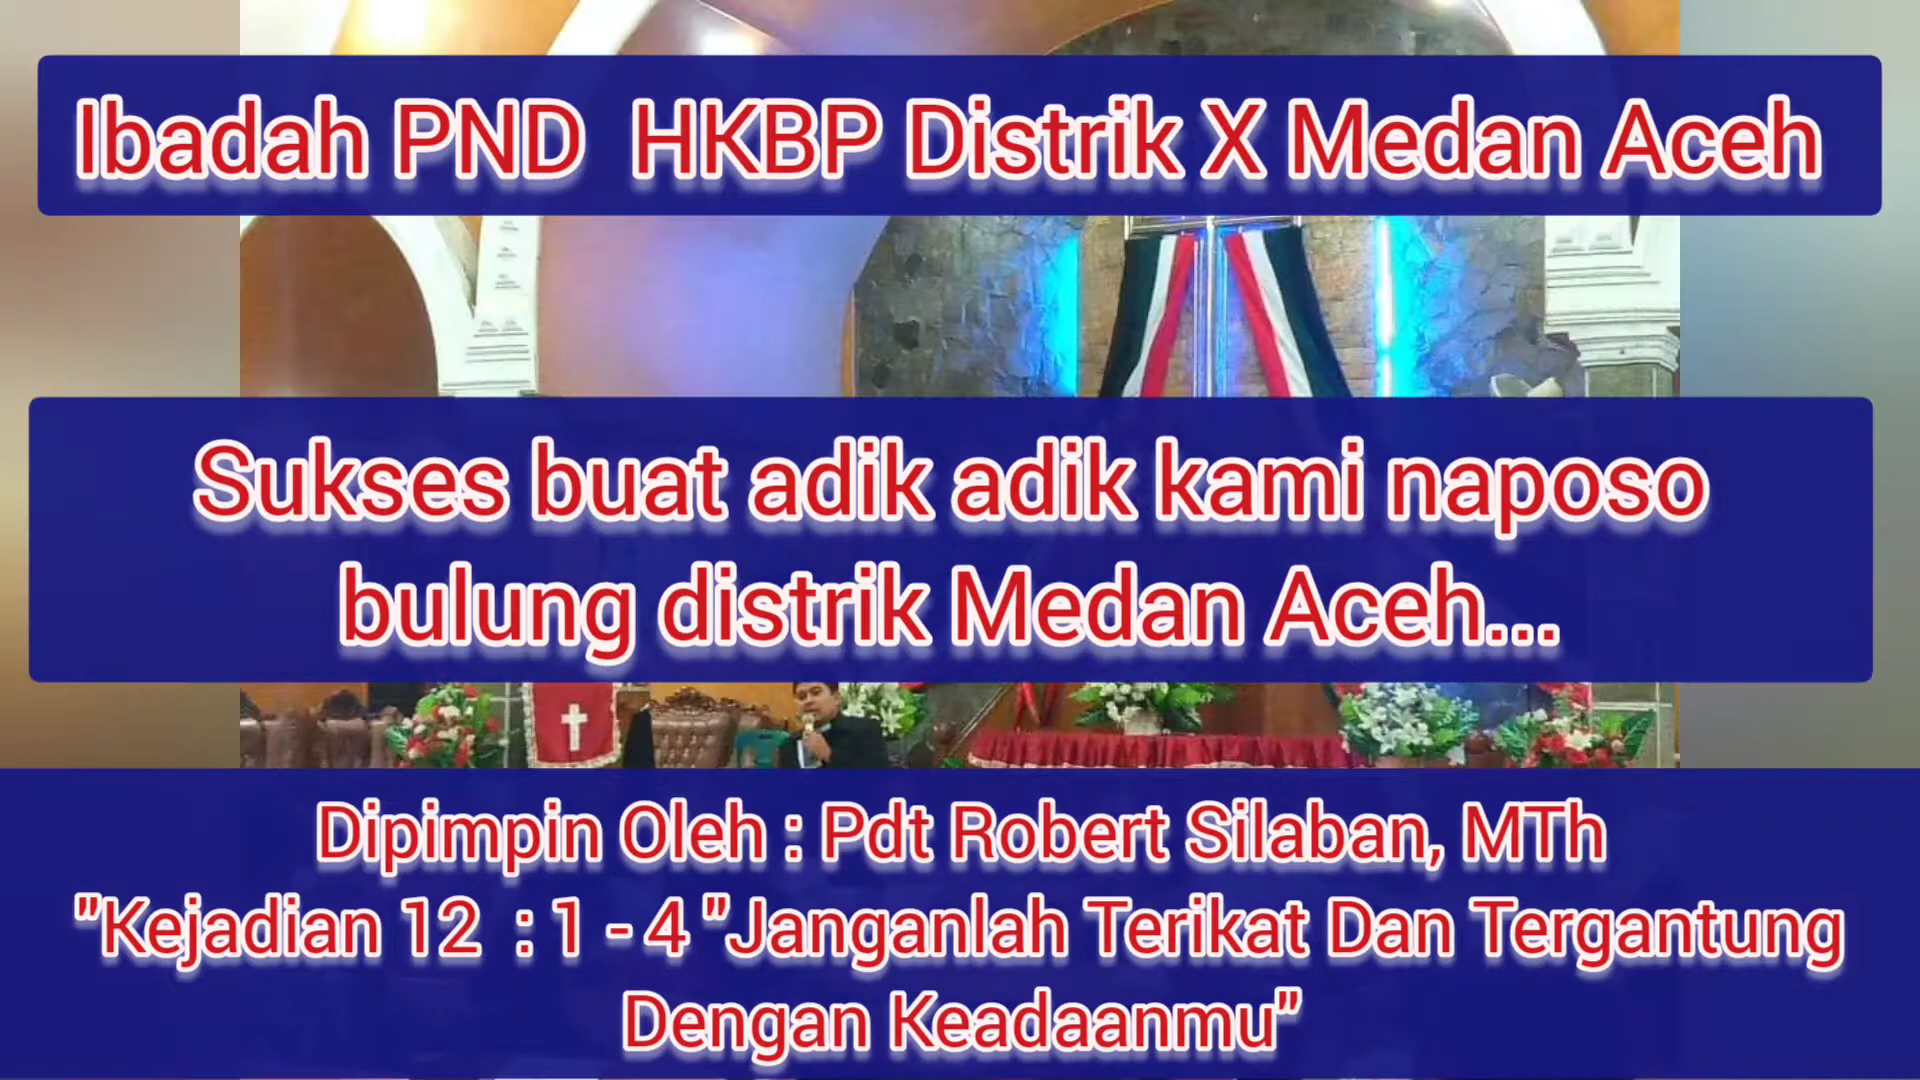 Ibadah PND HKBP Distrik X Medan Aceh
Sukses buat adik adik kami naposo
bulung distrik Medan Aceh...
Dipimpin Oleh : Pdt Robert Silaban, MTh
"Kejadian 12 : 1 - 4 "Janganlah Terikat Dan Tergantung
Dengan Keadaanmu"